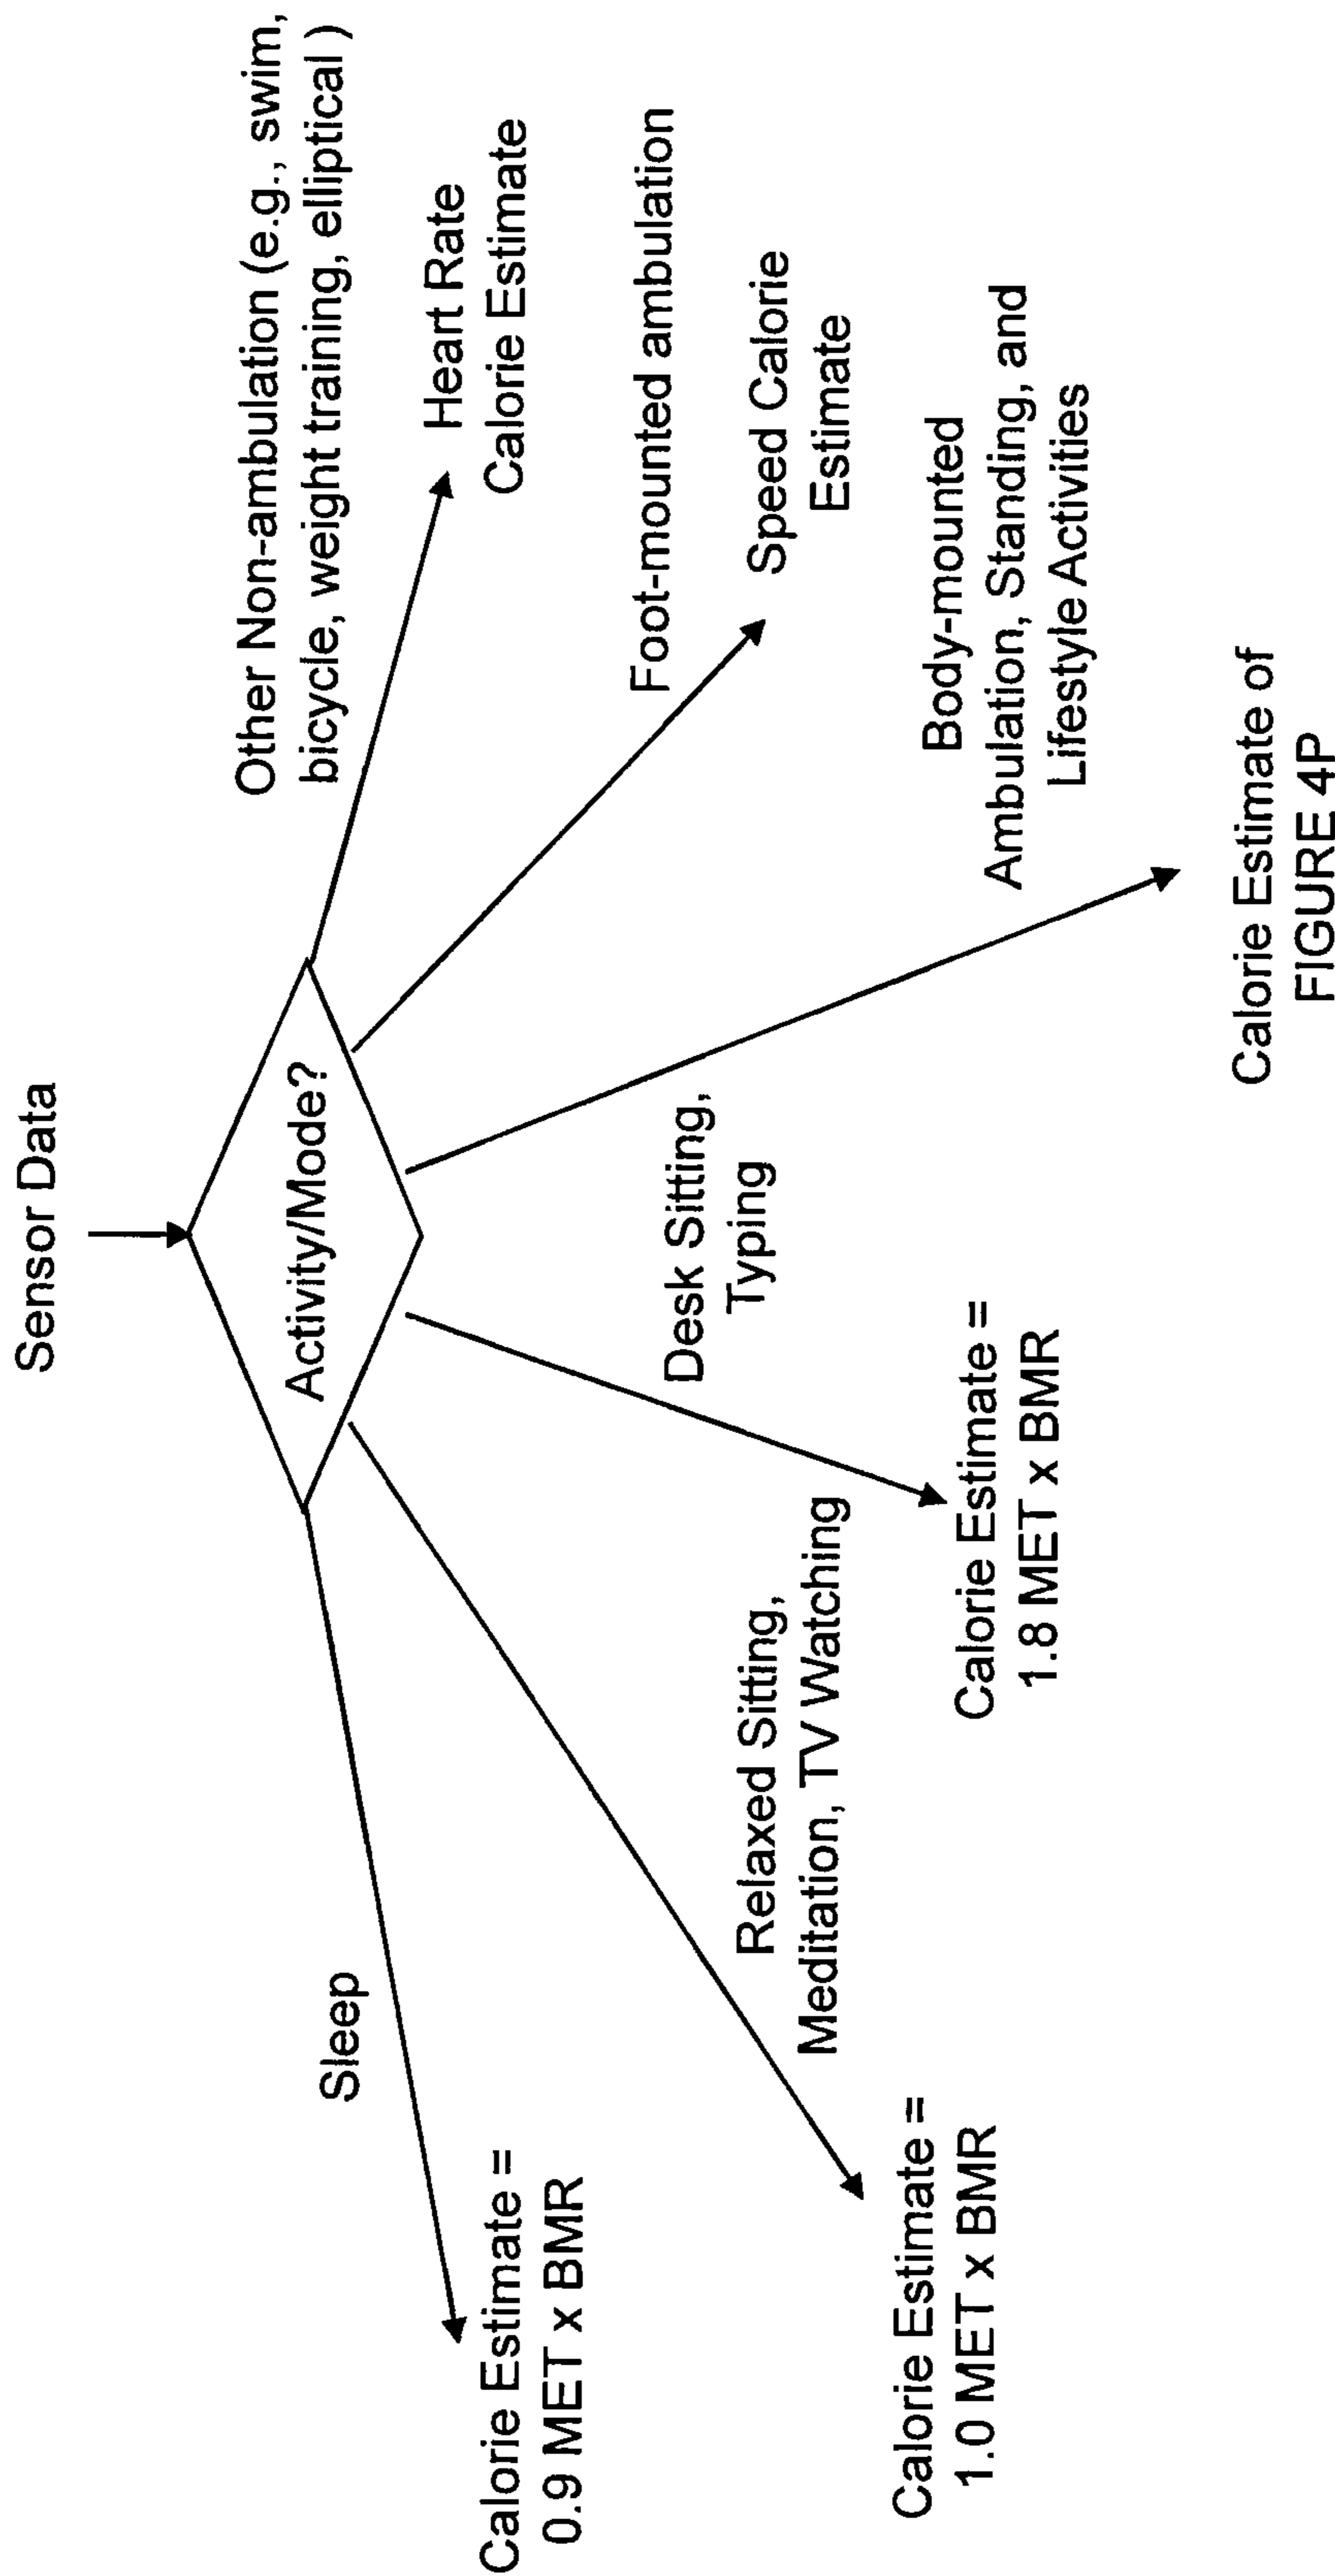 Sensor Data
Activity/Mode?
Sleep
Calorie Estimate =
0.9 MET x BMR
Relaxed Sitting,
Meditation, TV Watching
Calorie Estimate =
1.0 MET x BMR
Desk Sitting,
Typing
Calorie Estimate =
1.8 MET x BMR
Body-mounted
Ambulation, Standing, and
Lifestyle Activities
Calorie Estimate of
FIGURE 4P
Foot-mounted ambulation
Speed Calorie
Estimate
Other Non-ambulation (e.g., swim,
bicycle, weight training, elliptical )
Heart Rate
Calorie Estimate